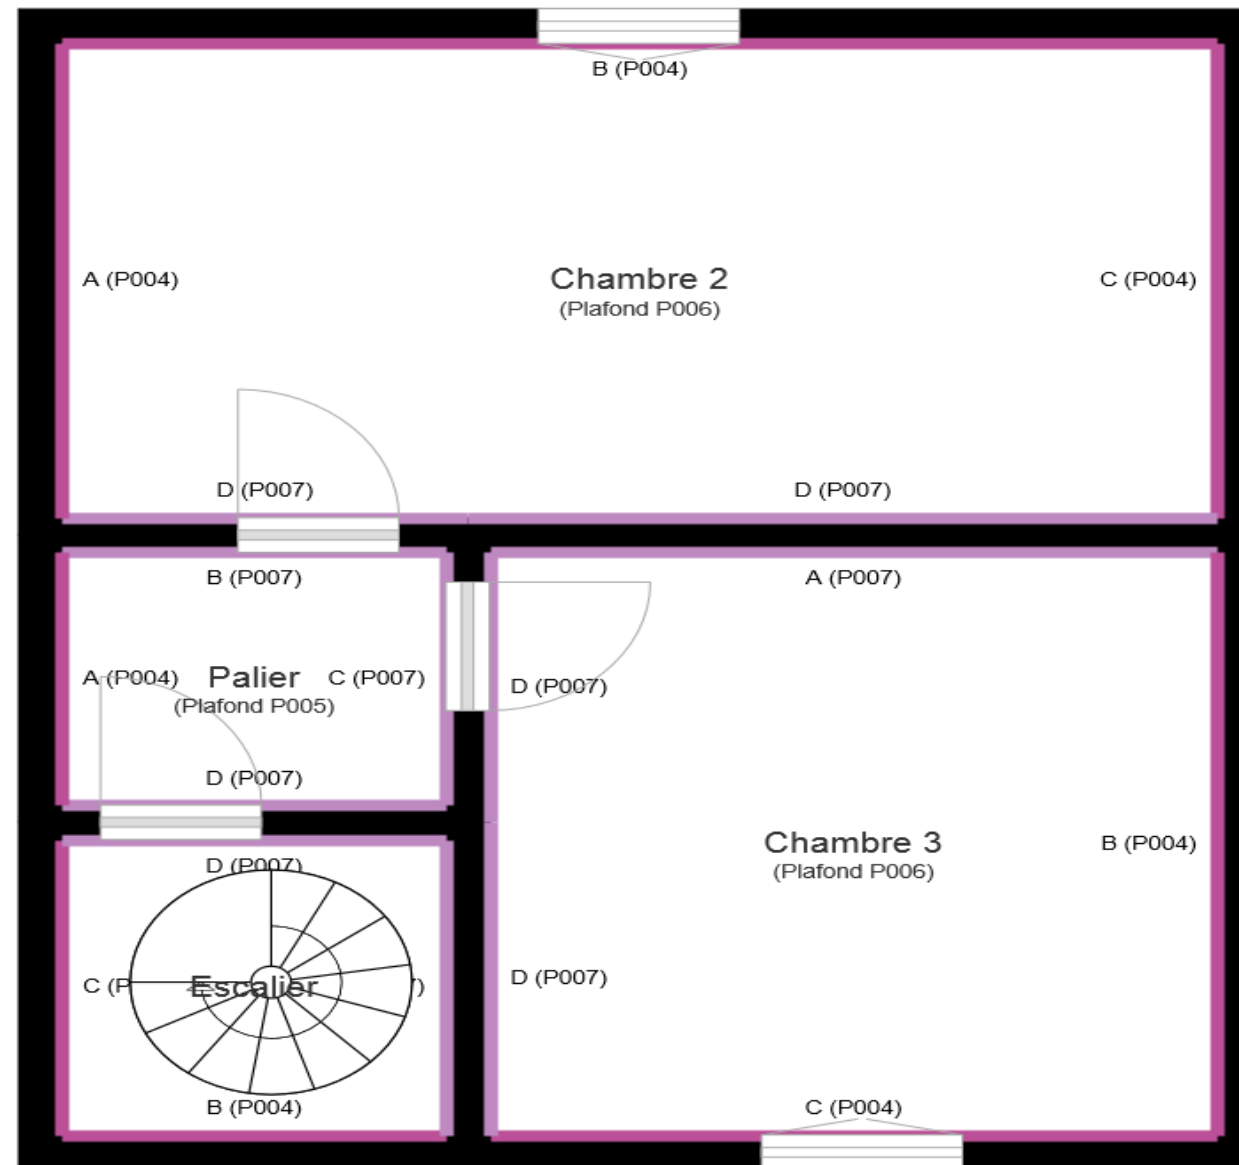 B (P004)
A (P004)
Chambre 2
(Plafond P006)
C (P004)
D (P007)
D (P007)
B (P007)
A (P007)
A (P004)
Palier
(Plafond P005)
C (P007)
D (P007)
D (P007)
D (P007)
Chambre 3
(Plafond P006)
B (P004)
C (P
Escalier
)
D (P007)
B (P004)
C (P004)